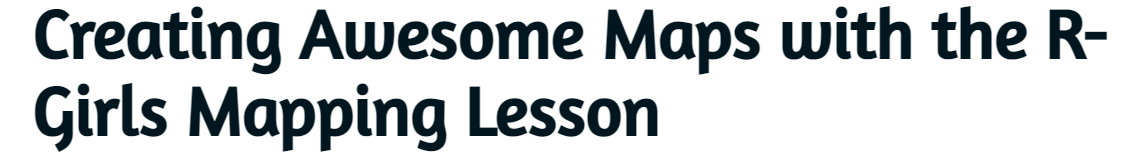 Creating Awesome Maps with the R-
Girls Mapping Lesson